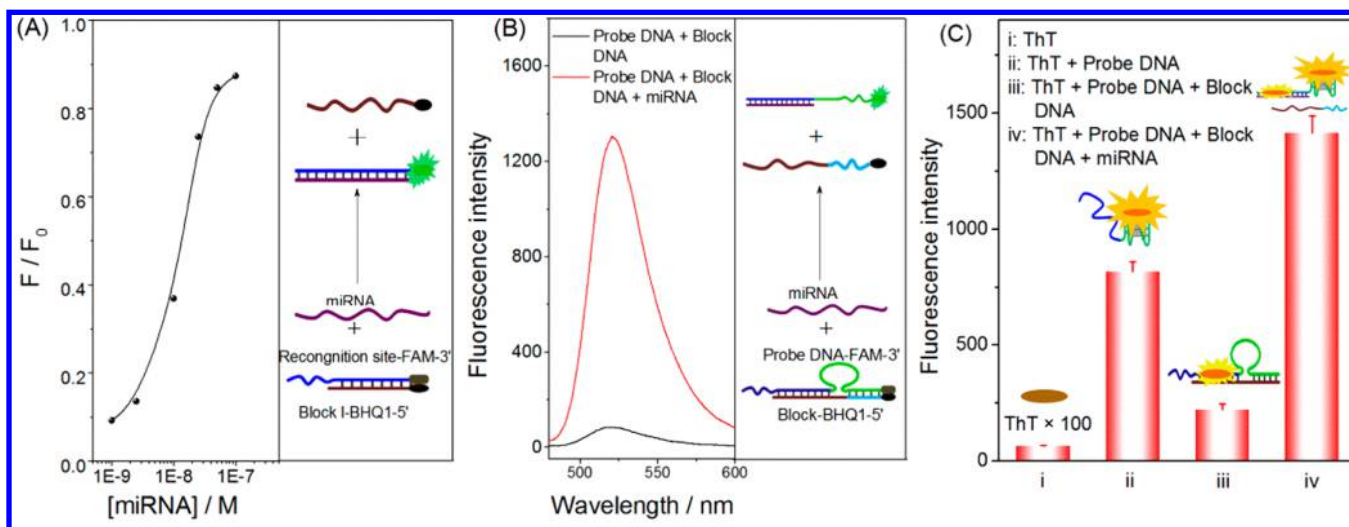 (A)
1.0
0.8
0.6
0.4
0.2
0.0
F / F0
1E-9 1E-8 1E-7
[miRNA] / M
+
miRNA
+
Recongnition site-FAM-3'
Block I-BHQ1-5'
(B)
Probe DNA + Block
DNA
Probe DNA + Block
DNA + miRNA
1600
1200
800
400
0
Fluorescence intensity
500 550 600
Wavelength / nm
+
miRNA
+
Probe DNA-FAM-3'
Block-BHQ1-5'
(C)
i: ThT
ii: ThT + Probe DNA
iii: ThT + Probe DNA + Block
DNA
iv: ThT + Probe DNA + Block
DNA + miRNA
1500
1000
500
0
Fluorescence intensity
ThT × 100
i ii iii iv